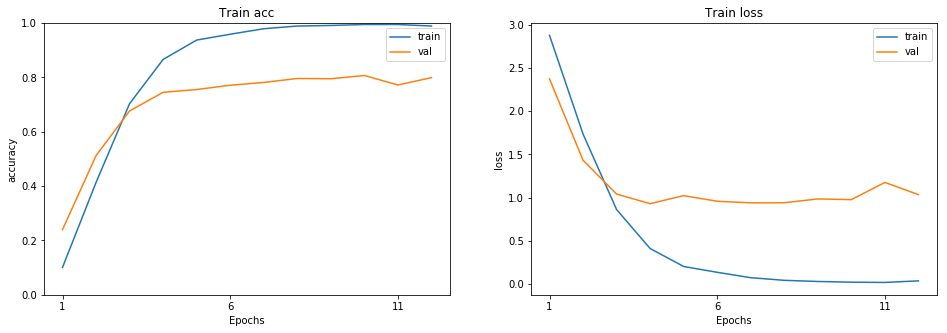 Train acc
accuracy
1.0
0.8
0.6
0.4
0.2
0.0
train
val
1
6
11
Epochs
Train loss
loss
3.0
2.5
2.0
1.5
1.0
0.5
0.0
train
val
1
6
11
Epochs